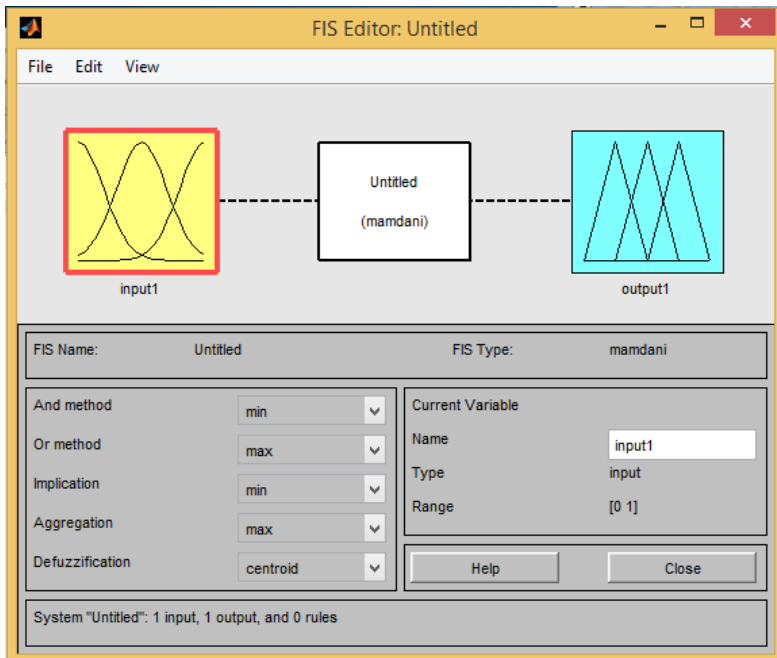 FIS Editor: Untitled
File Edit View
Untitled
(mamdani)
input1
output1
FIS Name: Untitled FIS Type: mamdani
And method min
Or method max
Implication min
Aggregation max
Defuzzification centroid
Current Variable
Name input1
Type input
Range [0 1]
Help Close
System "Untitled": 1 input, 1 output, and 0 rules